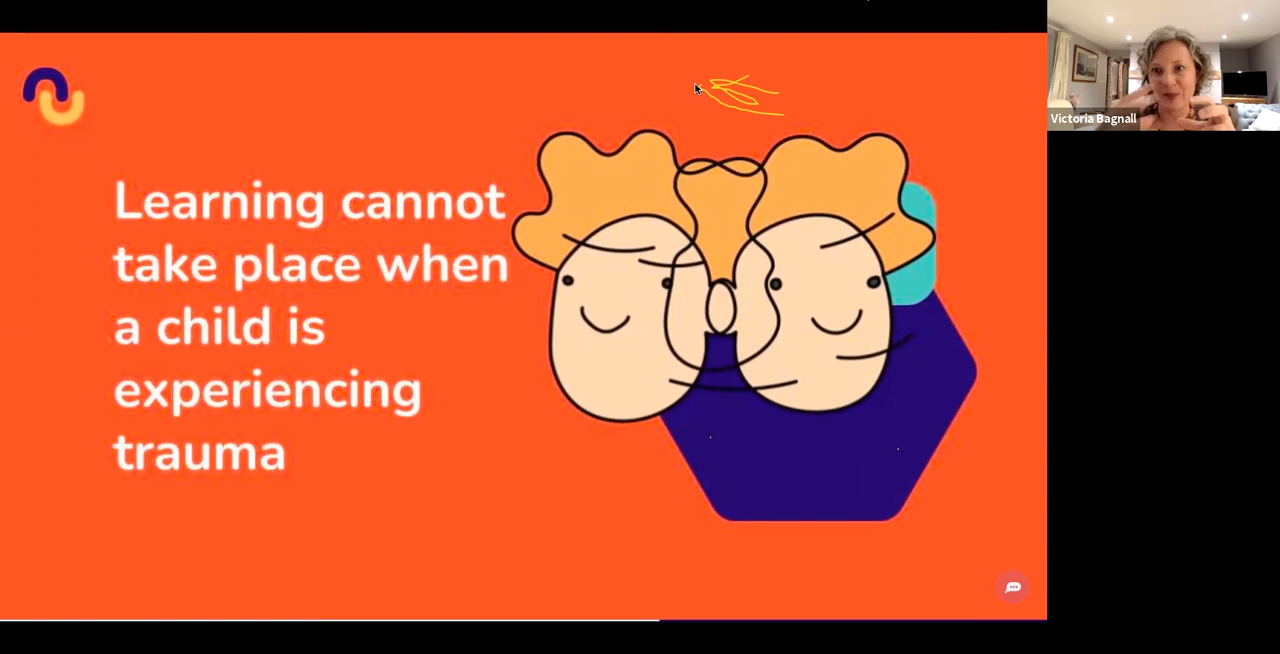 Learning cannot
take place when
a child is
experiencing
trauma
Victoria Bagnall